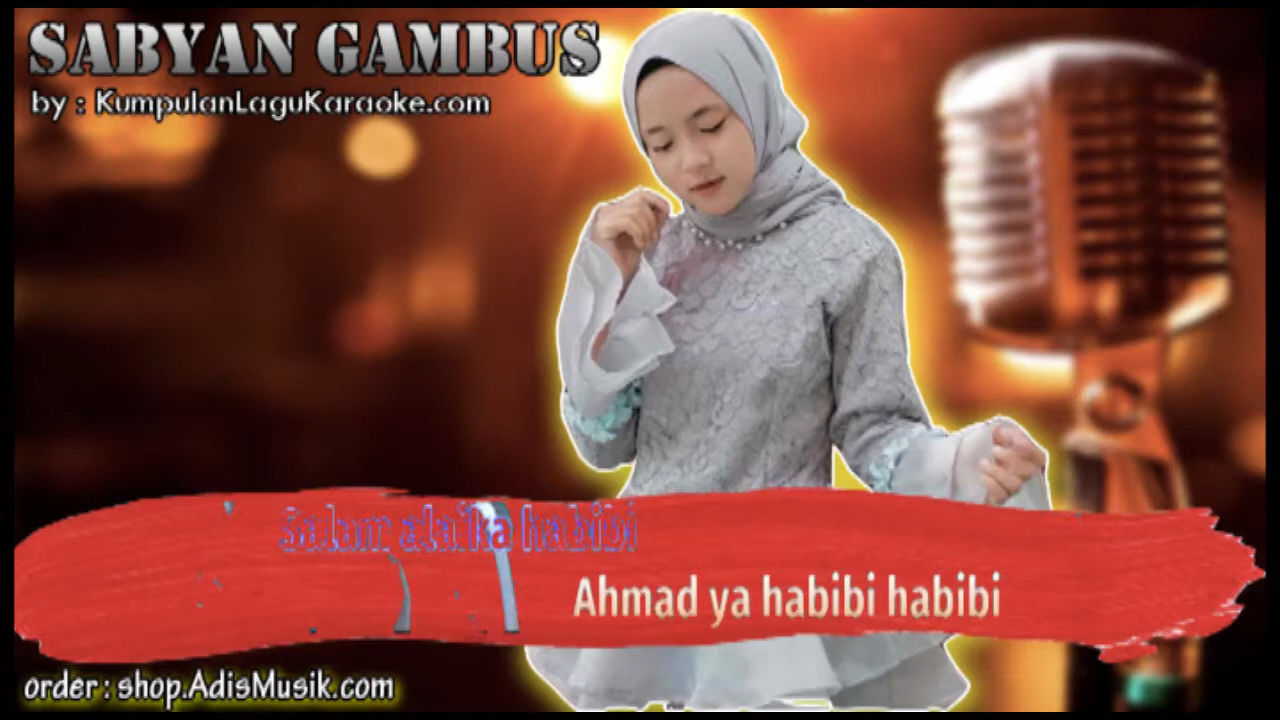 SABYAN GAMBUS
by : KumpulanLaguKaraoke.com
Salam alaika habibi
Ahmad ya habibi habibi
order : shop.AdisMusik.com